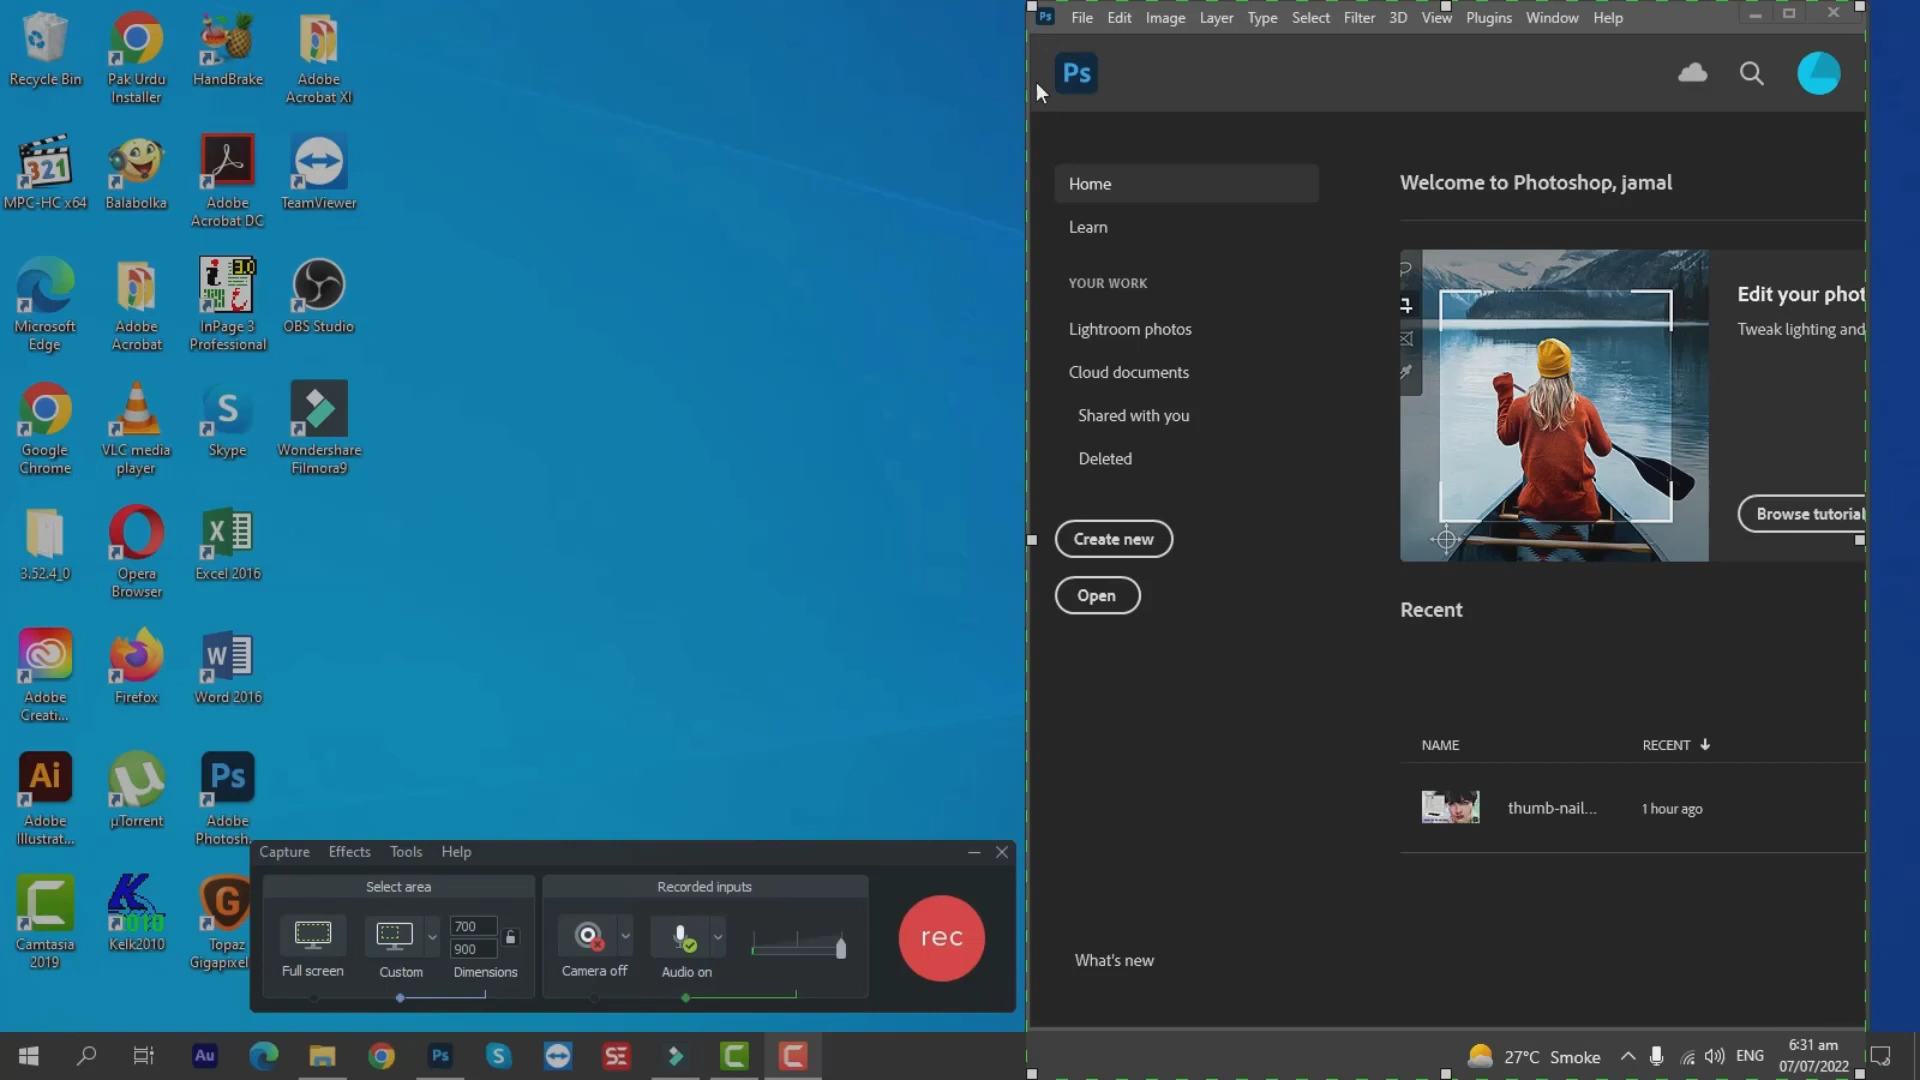 Recycle Bin
Pak Urdu
Installer
HandBrake
Adobe
Acrobat XI
MPC-HC x64
Balabolka
Adobe
Acrobat DC
TeamViewer
Microsoft
Edge
Adobe
Acrobat
InPage 3
Professional
OBS Studio
Google
Chrome
VLC media
player
Skype
Wondershare
Filmora9
3.52.4_0
Opera
Browser
Excel 2016
Adobe
Creati...
Firefox
Word 2016
Adobe
Illustrat...
µTorrent
Adobe
Photosh...
Camtasia
2019
Kelk2010
Topaz
Gigapixel
Capture Effects Tools Help
Select area
Full screen
Custom
700
900
Dimensions
Recorded inputs
Camera off
Audio on
rec
Ps File Edit Image Layer Type Select Filter 3D View Plugins Window Help
Ps
Home
Learn
YOUR WORK
Lightroom photos
Cloud documents
Shared with you
Deleted
Create new
Open
What's new
Welcome to Photoshop, jamal
Edit your phot
Tweak lighting and
Browse tutorial
Recent
NAME RECENT
thumb-nail... 1 hour ago
Au
Ps
27°C Smoke
ENG
6:31 am
07/07/2022